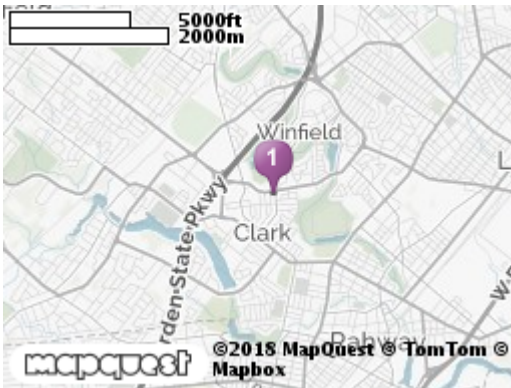 5000ft
2000m
Winfield
1
Clark
rden State Pkwy
mapquest
©2018 MapQuest © TomTom ©
Mapbox